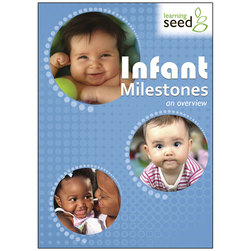 learning
seed
Infant
Milestones
an overview